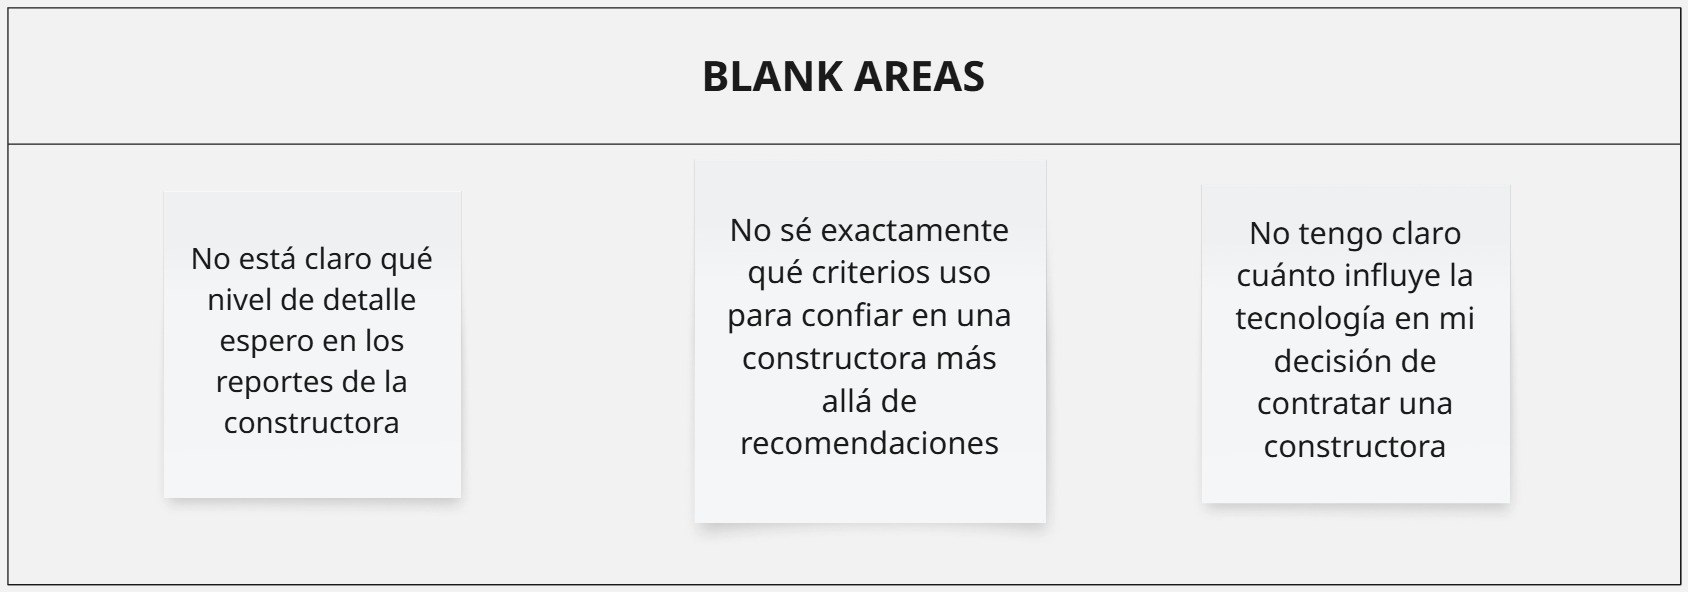 BLANK AREAS
No está claro qué
nivel de detalle
espero en los
reportes de la
constructora
No sé exactamente
qué criterios uso
para confiar en una
constructora más
allá de
recomendaciones
No tengo claro
cuánto influye la
tecnología en mi
decisión de
contratar una
constructora